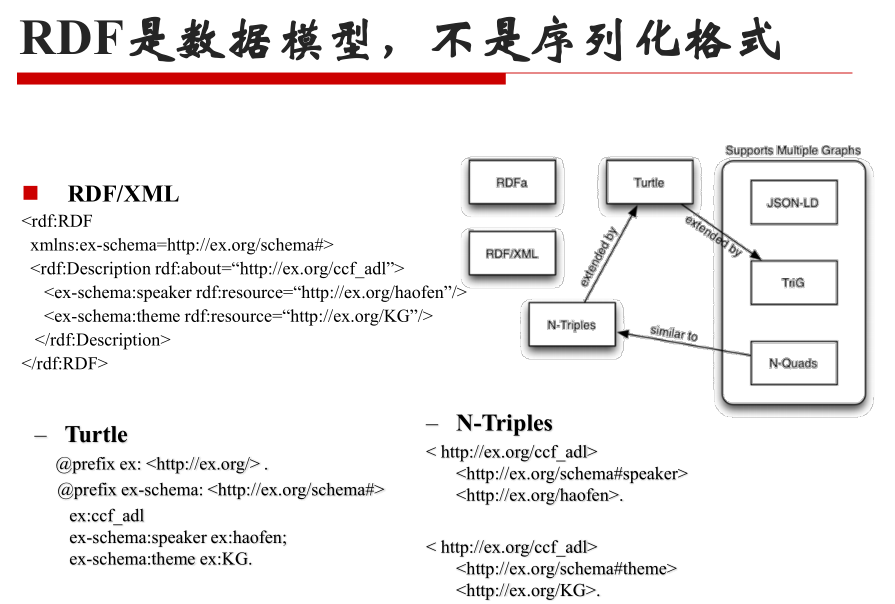 RDF是数据模型，不是序列化格式
RDF/XML
<rdf:RDF
xmlns:ex-schema=http://ex.org/schema#>
<rdf:Description rdf:about=“http://ex.org/ccf_adl”>
<ex-schema:speaker rdf:resource=“http://ex.org/haofen”/>
<ex-schema:theme rdf:resource=“http://ex.org/KG”/>
</rdf:Description>
</rdf:RDF>
Supports Multiple Graphs
RDFa
Turtle
JSON-LD
extended by
RDF/XML
extended by
TriG
N-Triples
similar to
N-Quads
– Turtle
@prefix ex: <http://ex.org/> .
@prefix ex-schema: <http://ex.org/schema#>
ex:ccf_adl
ex-schema:speaker ex:haofen;
ex-schema:theme ex:KG.
– N-Triples
< http://ex.org/ccf_adl>
<http://ex.org/schema#speaker>
<http://ex.org/haofen>.
< http://ex.org/ccf_adl>
<http://ex.org/schema#theme>
<http://ex.org/KG>.